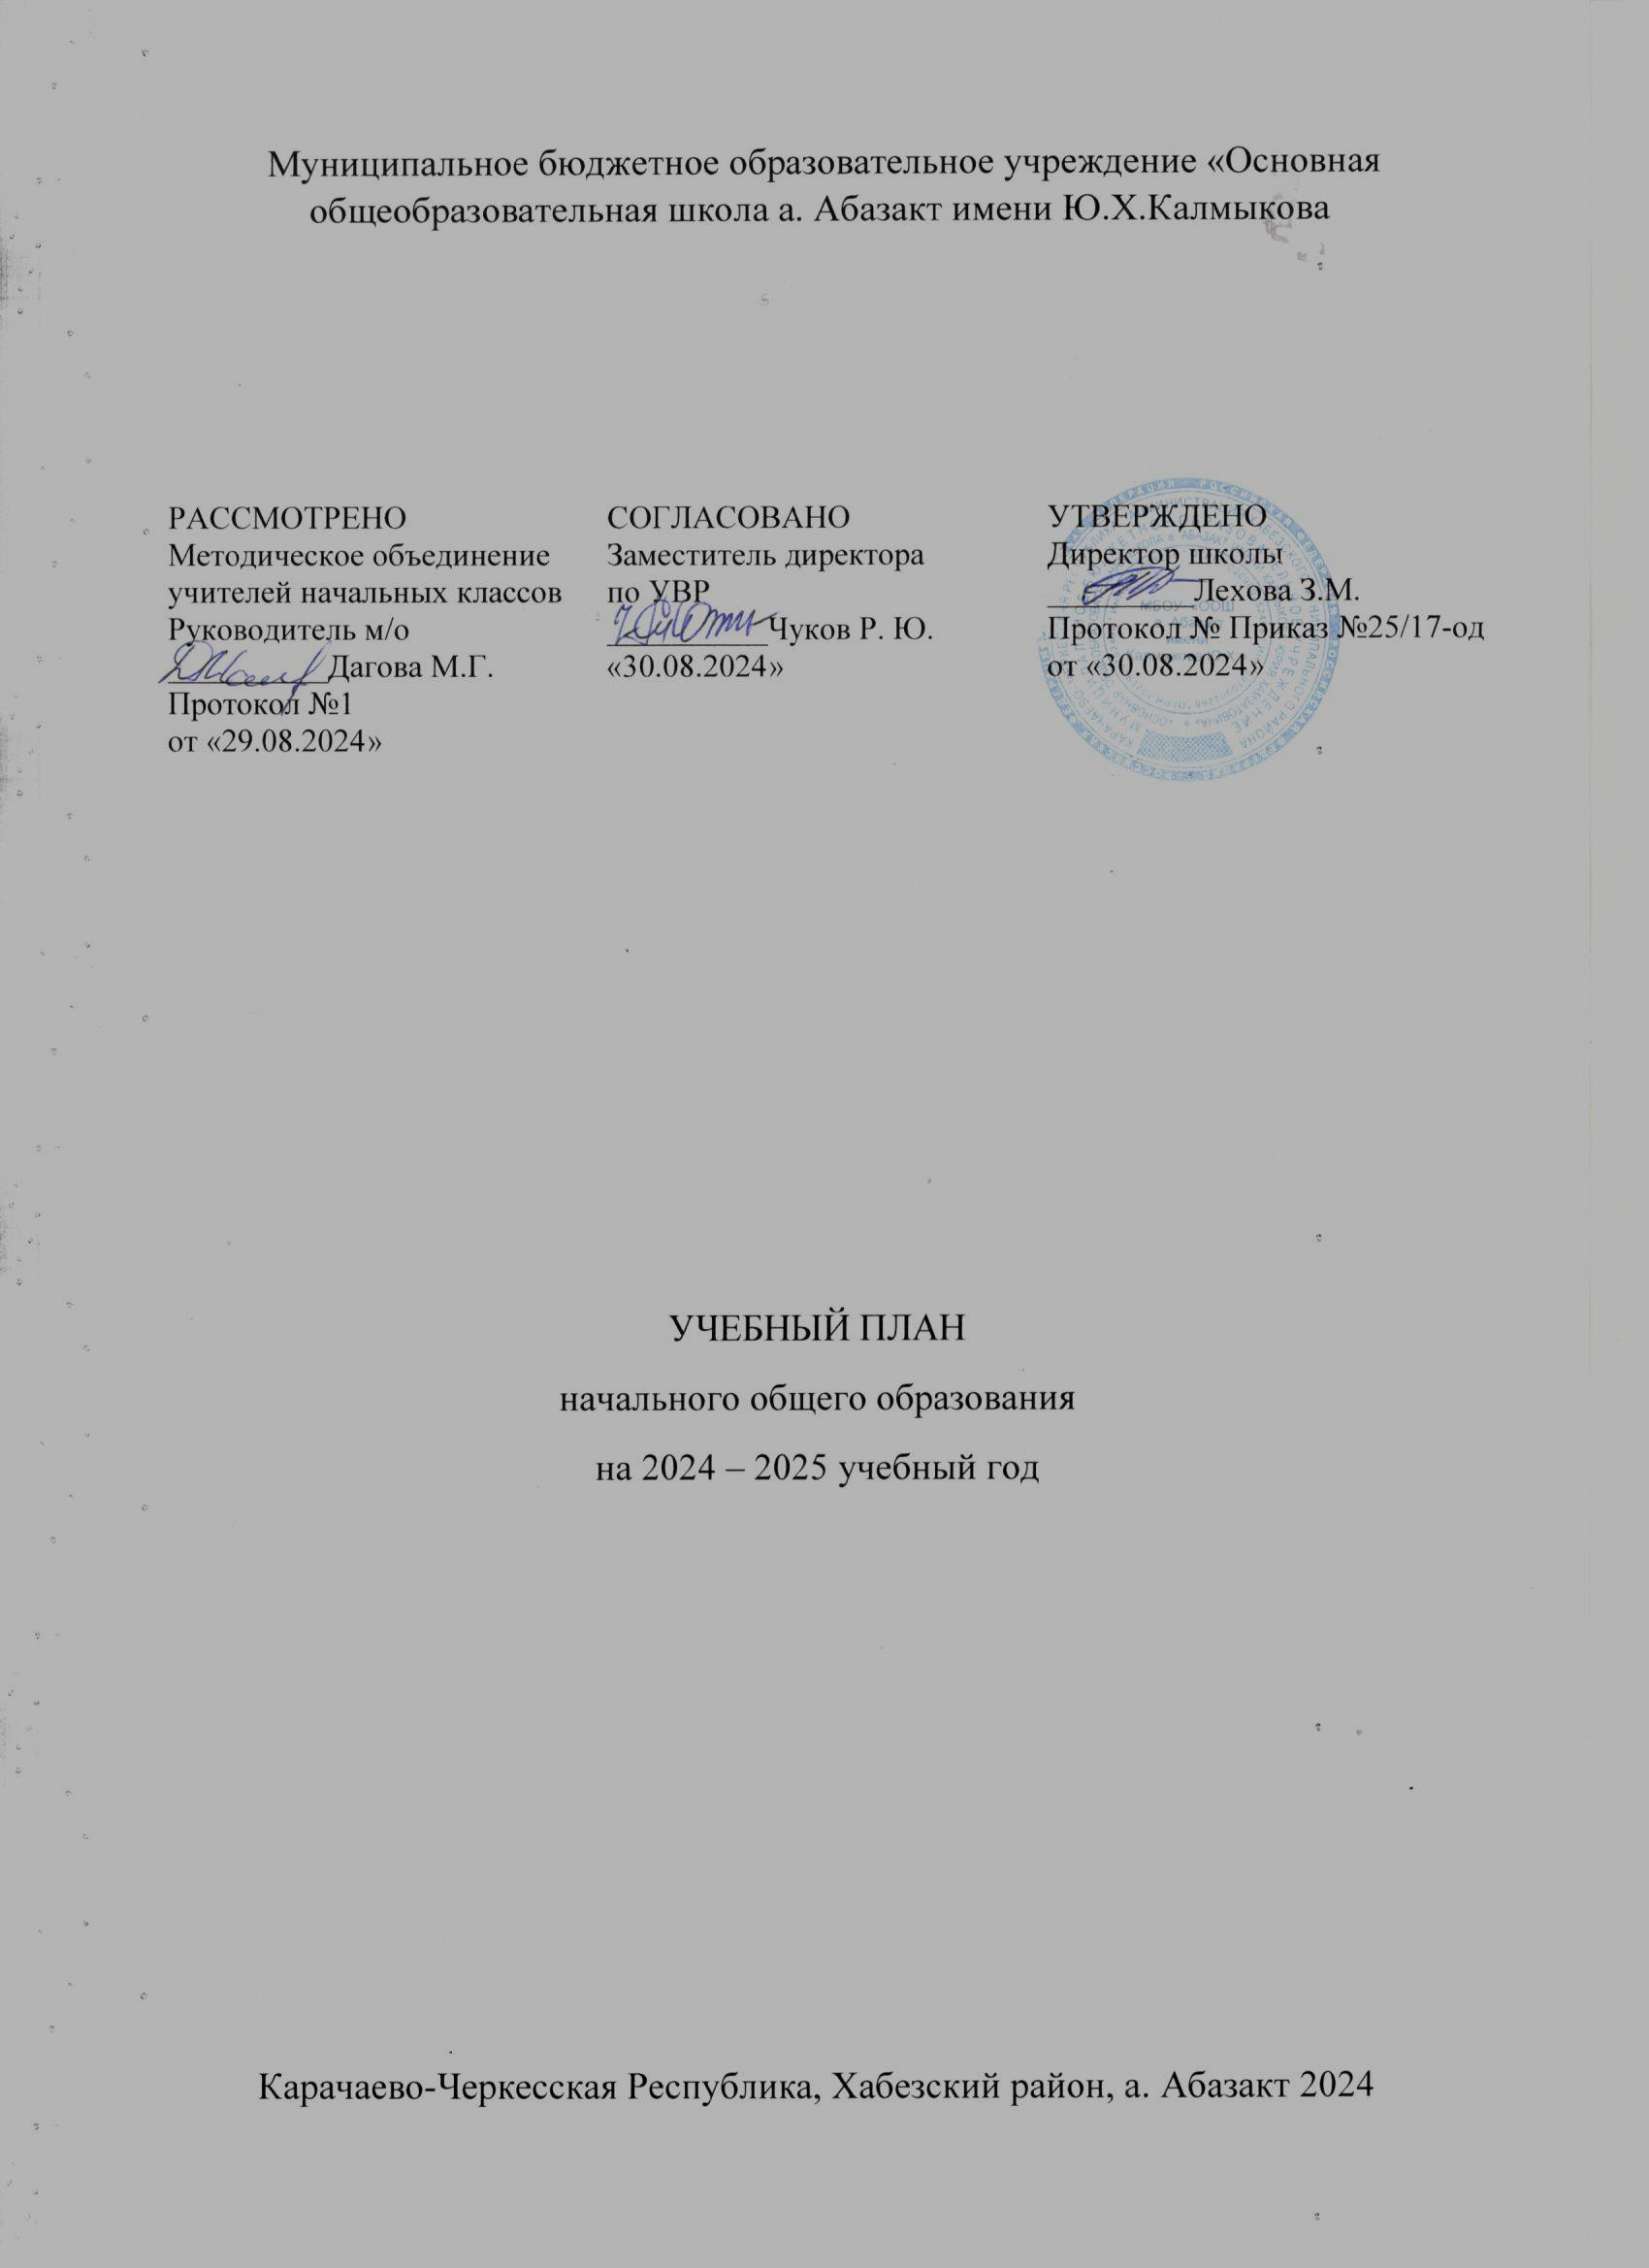 Муниципальное бюджетное образовательное учреждение «Основная
общеобразовательная школа а. Абазакт имени Ю.Х.Калмыкова
РАССМОТРЕНО
Методическое объединение
учителей начальных классов
Руководитель м/о
__________Дагова М.Г.
Протокол №1
от «29.08.2024»
СОГЛАСОВАНО
Заместитель директора
по УВР
__________Чуков Р. Ю.
«30.08.2024»
УТВЕРЖДЕНО
Директор школы
_________Лехова З.М.
Протокол № Приказ №25/17-од
от «30.08.2024»
УЧЕБНЫЙ ПЛАН
начального общего образования
на 2024 – 2025 учебный год
Карачаево-Черкесская Республика, Хабезский район, а. Абазакт 2024